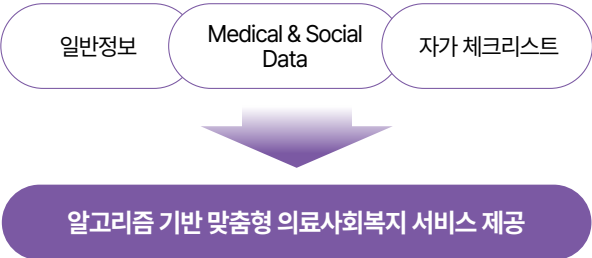 일반정보
Medical & Social
Data
자가 체크리스트
알고리즘 기반 맞춤형 의료사회복지 서비스 제공